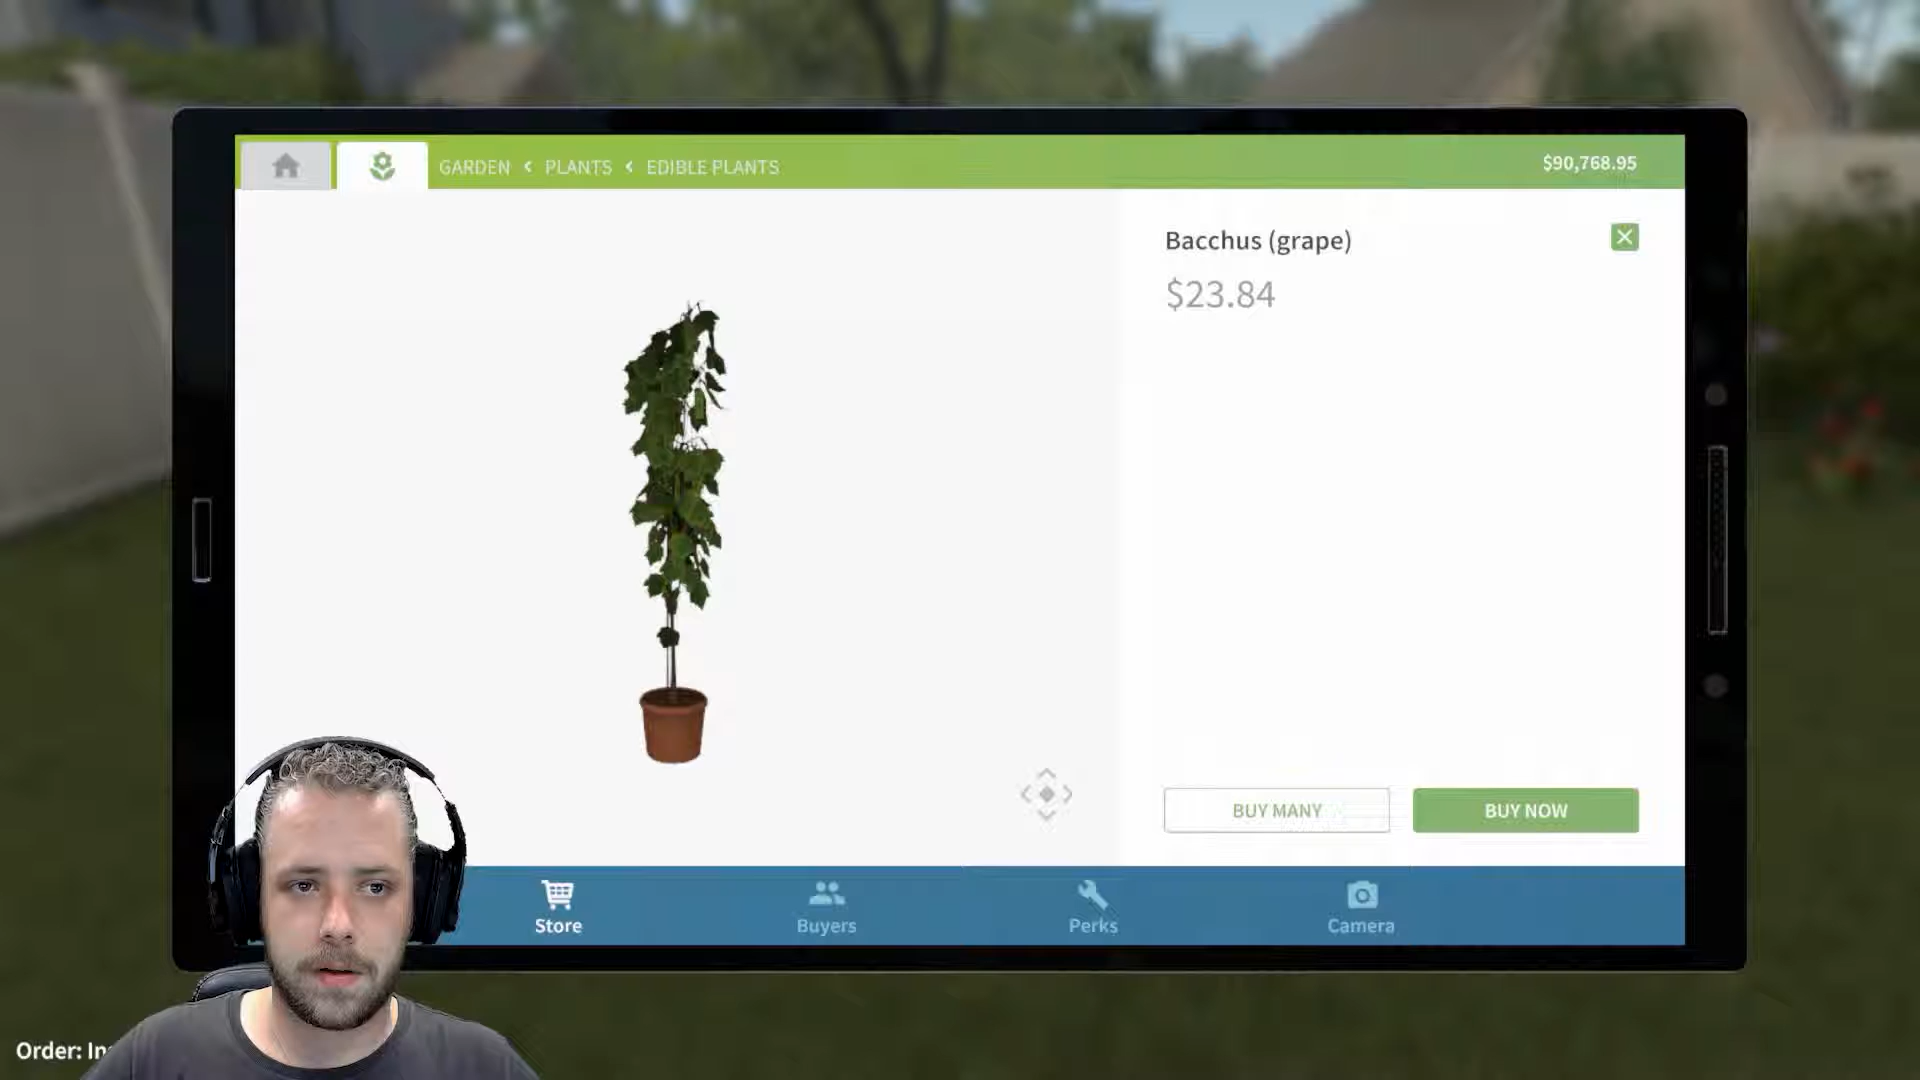 GARDEN < PLANTS < EDIBLE PLANTS
$90,768.95
Bacchus (grape)
$23.84
BUY MANY
BUY NOW
Store
Buyers
Perks
Camera
Order: